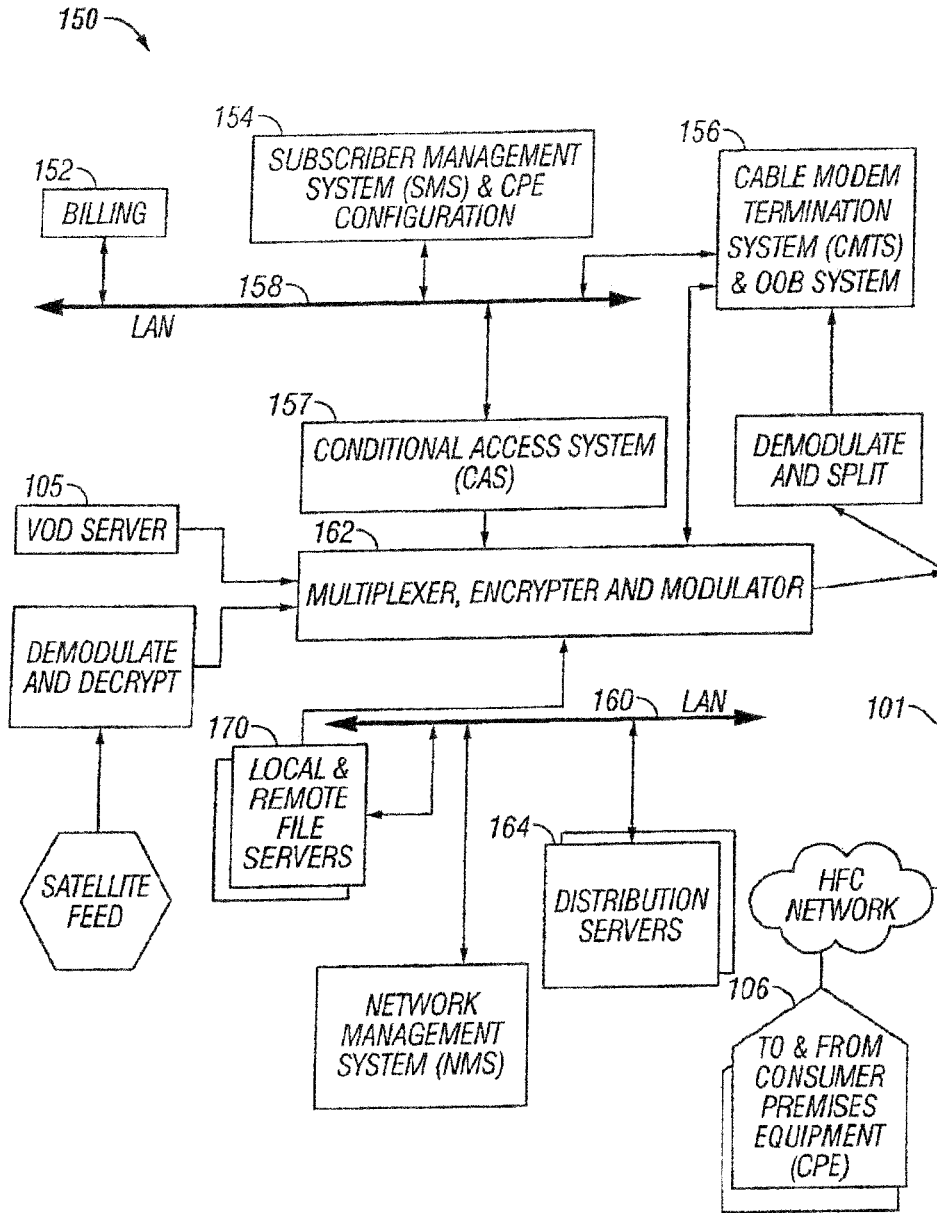 150
154
SUBSCRIBER MANAGEMENT
SYSTEM (SMS) & CPE
CONFIGURATION
152
BILLING
156
CABLE MODEM
TERMINATION
SYSTEM (CMTS)
& OOB SYSTEM
158
LAN
157
CONDITIONAL ACCESS SYSTEM
(CAS)
DEMODULATE
AND SPLIT
105
VOD SERVER
162
MULTIPLEXER, ENCRYPTER AND MODULATOR
DEMODULATE
AND DECRYPT
160
LAN
101
170
LOCAL &
REMOTE
FILE
SERVERS
SATELLITE
FEED
164
DISTRIBUTION
SERVERS
HFC
NETWORK
NETWORK
MANAGEMENT
SYSTEM (NMS)
106
TO & FROM
CONSUMER
PREMISES
EQUIPMENT
(CPE)